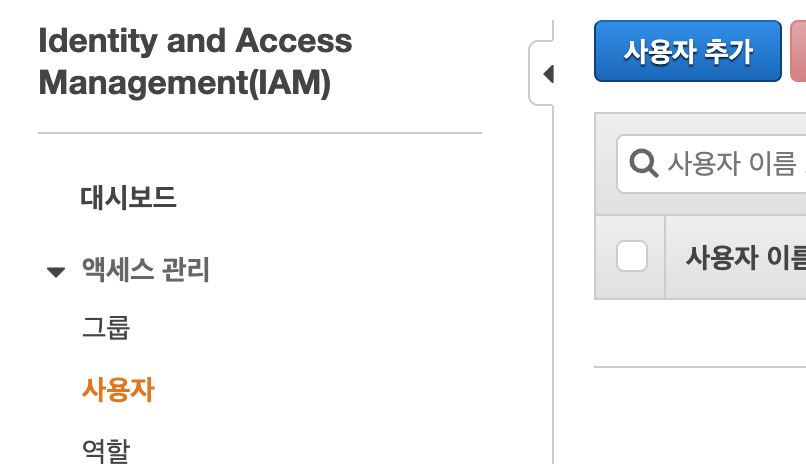 Identity and Access
Management(IAM)
대시보드
액세스 관리
그룹
사용자
역할
사용자 추가
사용자 이름
사용자 이름